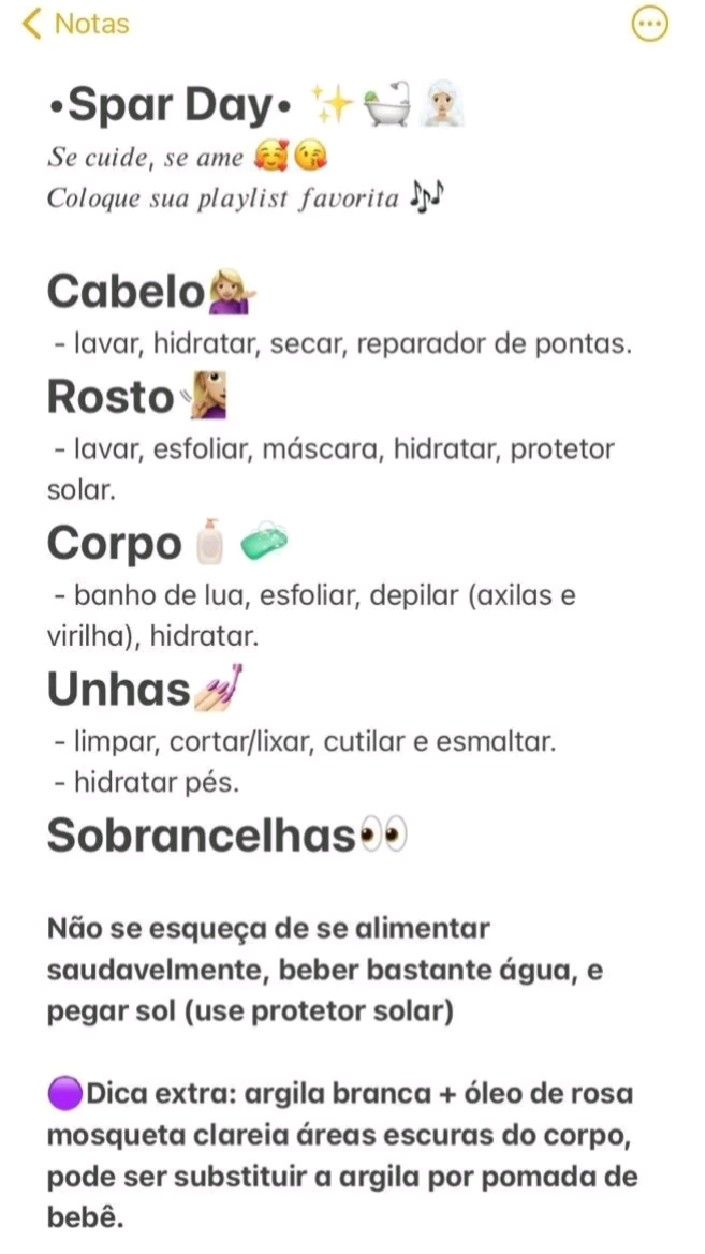 Notas
•Spar Day• ✨🛁🧖🏼‍♀️
Se cuide, se ame 🥰😘
Coloque sua playlist favorita 🎶
Cabelo💁🏼‍♀️
- lavar, hidratar, secar, reparador de pontas.
Rosto💆🏼‍♀️
- lavar, esfoliar, máscara, hidratar, protetor
solar.
Corpo🧴🧼
- banho de lua, esfoliar, depilar (axilas e
virilha), hidratar.
Unhas💅🏻
- limpar, cortar/lixar, cutilar e esmaltar.
- hidratar pés.
Sobrancelhas👀
Não se esqueça de se alimentar
saudavelmente, beber bastante água, e
pegar sol (use protetor solar)
🟣Dica extra: argila branca + óleo de rosa
mosqueta clareia áreas escuras do corpo,
pode ser substituir a argila por pomada de
bebê.